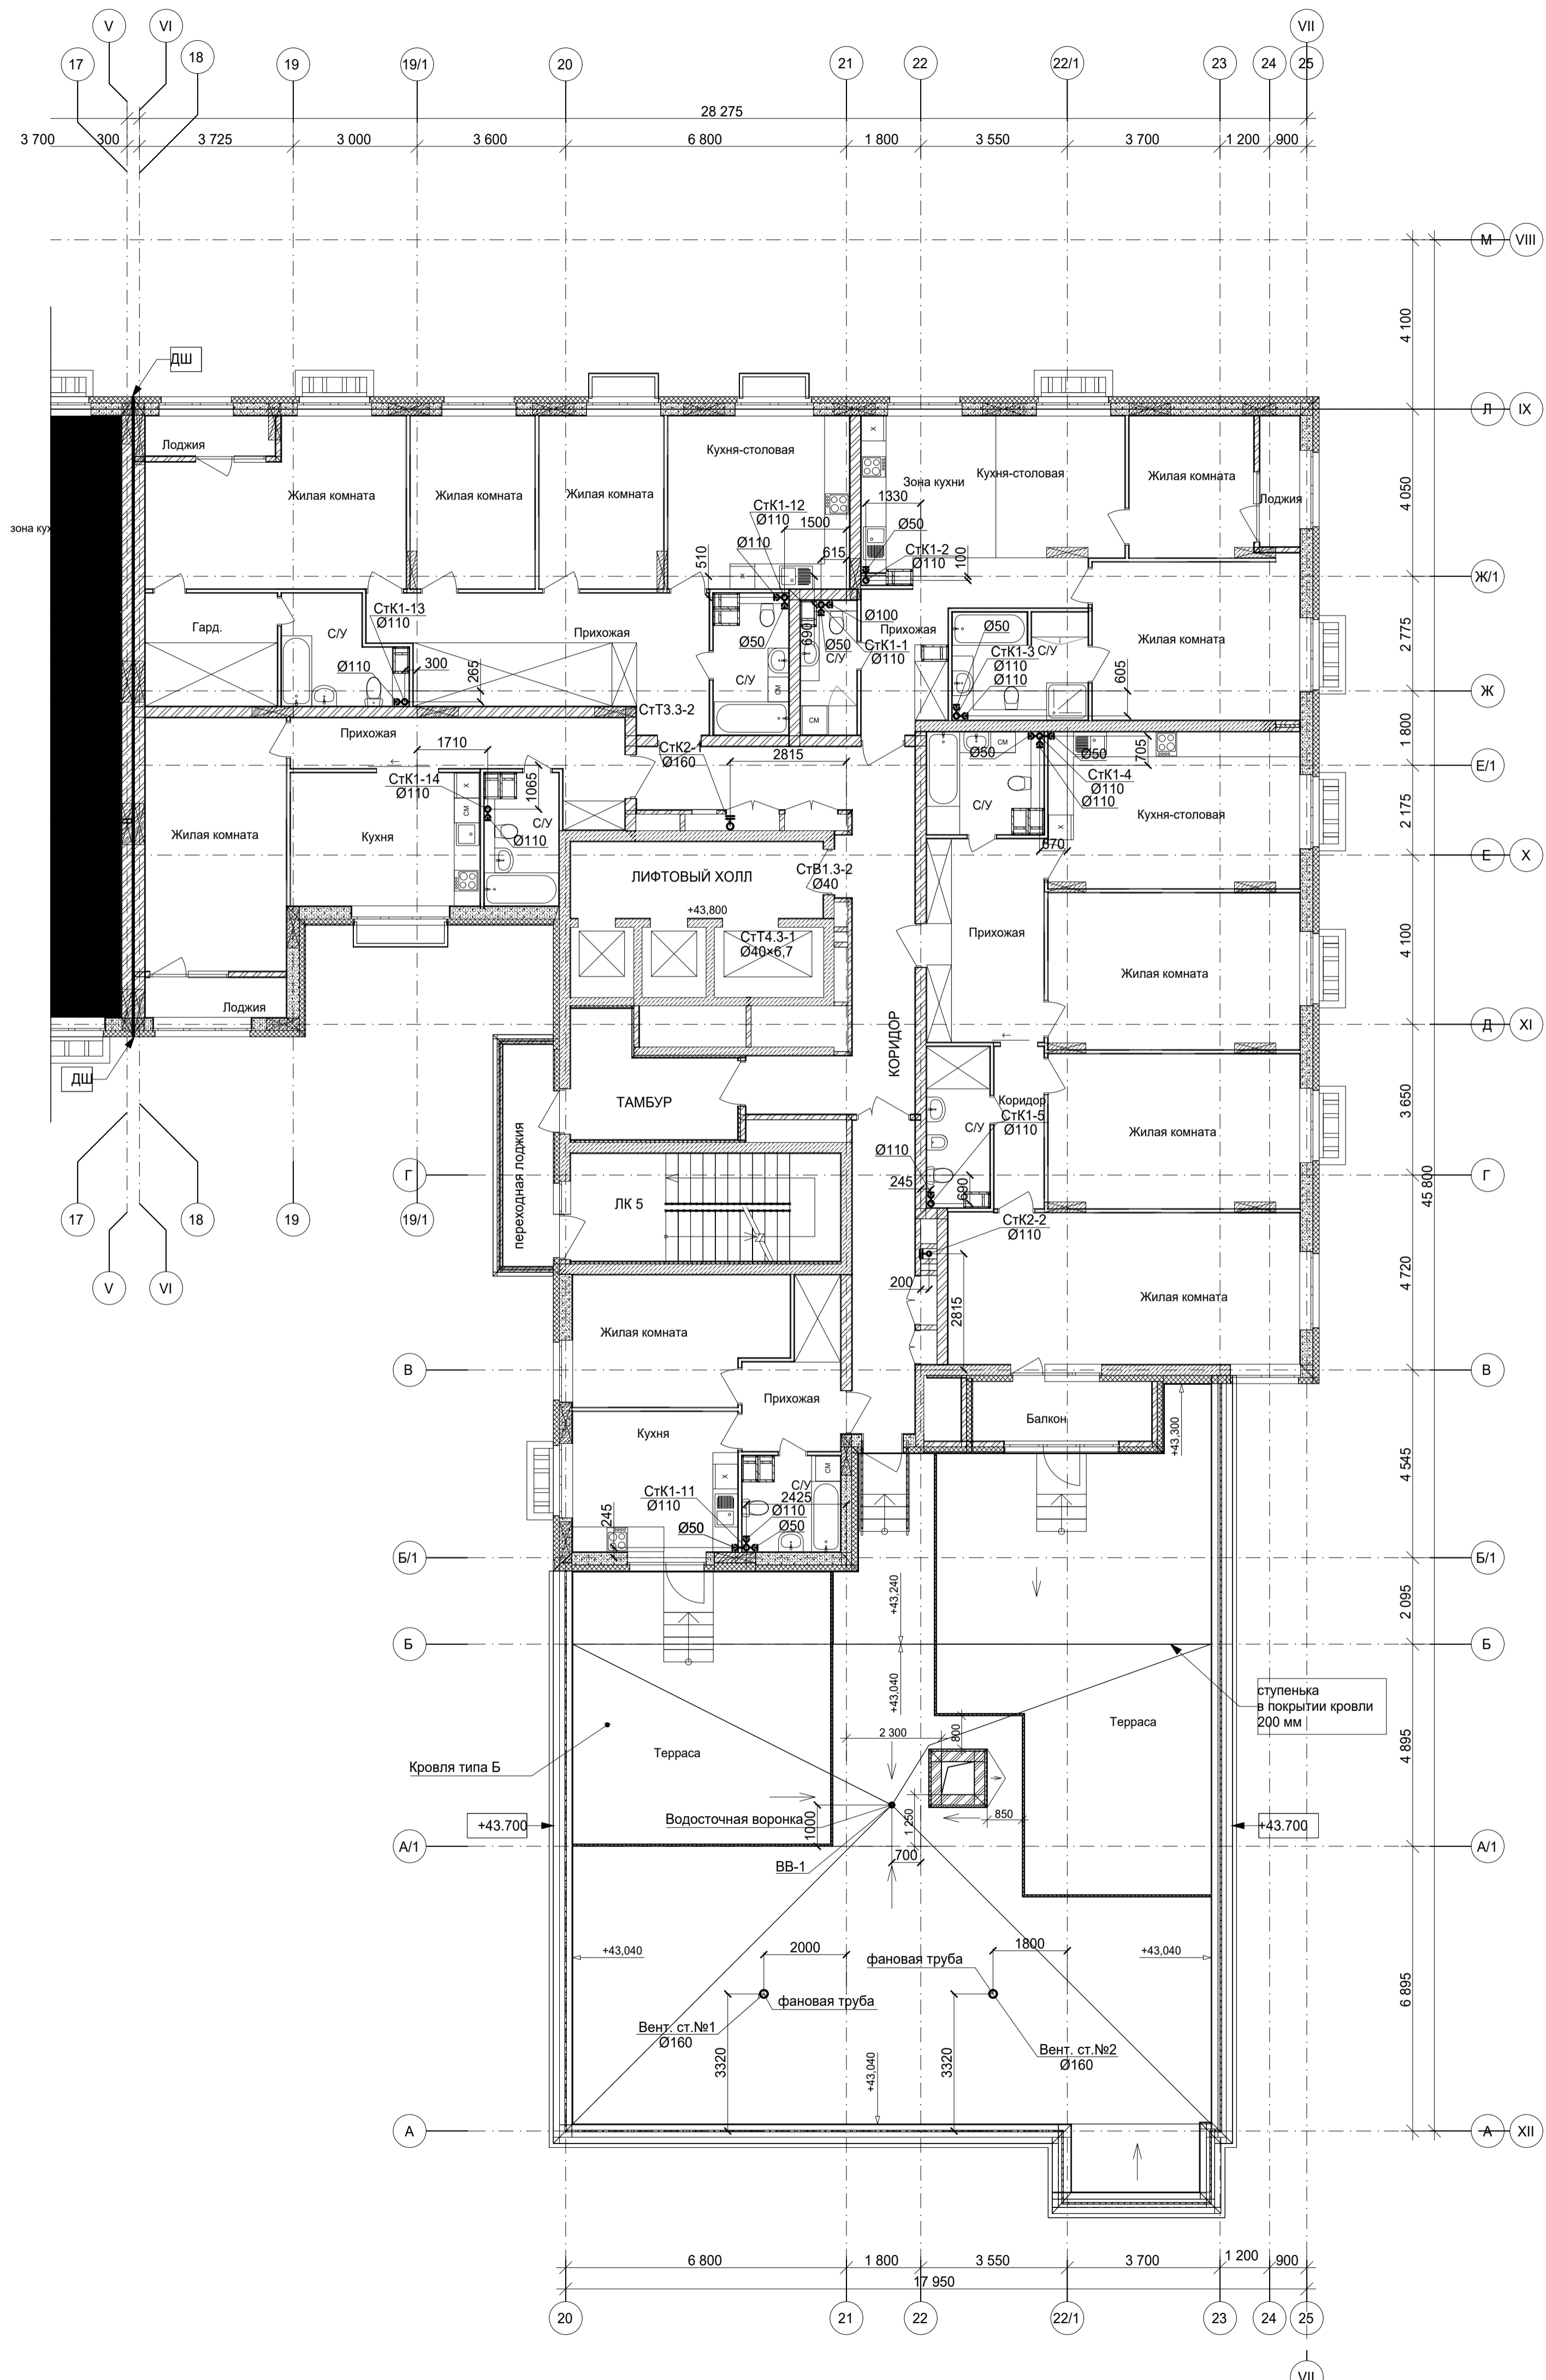 V
VI
VII
17
18
19
19/1
20
21
22
22/1
23
24
25
28 275
3 700
300
3 725
3 000
3 600
6 800
1 800
3 550
3 700
1 200
900
М
VIII
4 100
ДШ
Л
IX
Лоджия
Кухня-столовая
Х
Зона кухни
Кухня-столовая
Жилая комната
Жилая комната
Жилая комната
Жилая комната
Лоджия
4 050
зона кух
СтК1-12
Ø110
1330
1500
Ø50
Ø110
615
СтК1-2
Ø110
510
100
Х
Ж/1
СтК1-13
Ø110
Гард.
С/У
Прихожая
Ø50
690
Ø50
С/У
Ø100
СтК1-1
Ø110
Прихожая
Ø50
СтК1-3
Ø110
Ø110
С/У
Жилая комната
2 775
Ø110
300
265
С/У
СМ
605
Ж
СтТ3.3-2
СМ
1 800
Прихожая
1710
СтК2-1
Ø160
2815
Ø50
СМ
Ø50
705
Е/1
СтК1-14
Ø110
1065
Х
СМ
СтК1-4
Ø110
Ø110
С/У
Кухня-столовая
2 175
Жилая комната
Кухня
С/У
Ø110
Х
670
ЛИФТОВЫЙ ХОЛЛ
СтВ1.3-2
Ø40
Е
X
+43,800
СтТ4.3-1
Ø40×6,7
Прихожая
Жилая комната
4 100
Лоджия
КОРИДОР
Д
XI
ДШ
ТАМБУР
переходная лоджия
Коридор
СтК1-5
Ø110
С/У
Жилая комната
3 650
Ø110
245
690
Г
Г
45 800
ЛК 5
17
18
19
19/1
СтК2-2
Ø110
V
VI
200
2815
Жилая комната
4 720
Жилая комната
В
В
Прихожая
Балкон
+43,300
Кухня
4 545
СтК1-11
Ø110
Х
С/У
СМ
2425
Ø110
245
Ø50
Ø50
Б/1
Б/1
+43,240
2 095
Б
Б
+43,040
ступенька
в покрытии кровли
200 мм
Терраса
2 300
800
4 895
Терраса
Кровля типа Б
Водосточная воронка
1000
1 250
850
+43.700
+43.700
А/1
А/1
700
ВВ-1
+43,040
2000
1800
+43,040
фановая труба
фановая труба
6 895
Вент. ст.№1
Ø160
3320
3320
Вент. ст.№2
Ø160
+43,040
А
А
XII
6 800
1 800
3 550
3 700
1 200
900
17 950
20
21
22
22/1
23
24
25
VII